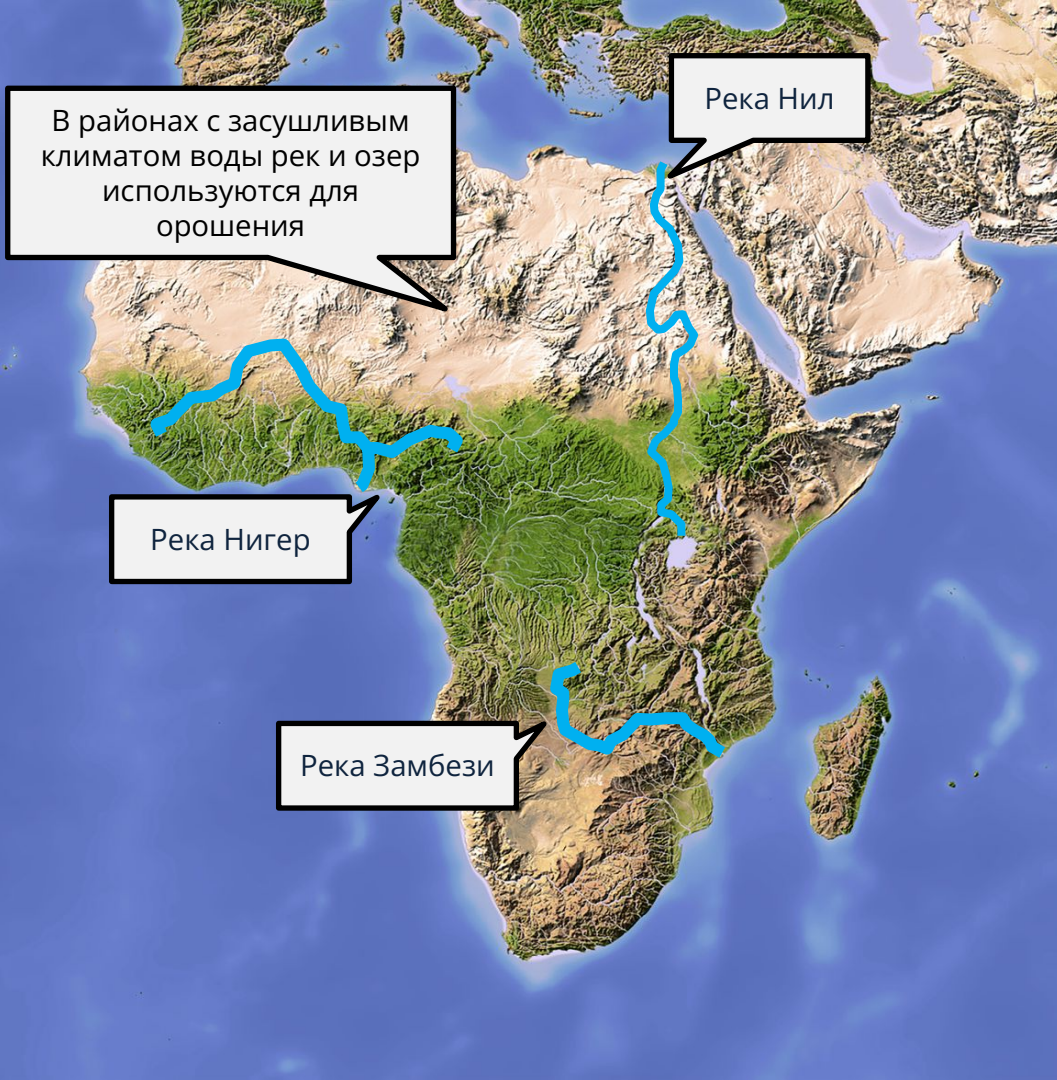 Река Нил
В районах с засушливым
климатом воды рек и озер
используются для
орошения
Река Нигер
Река Замбези